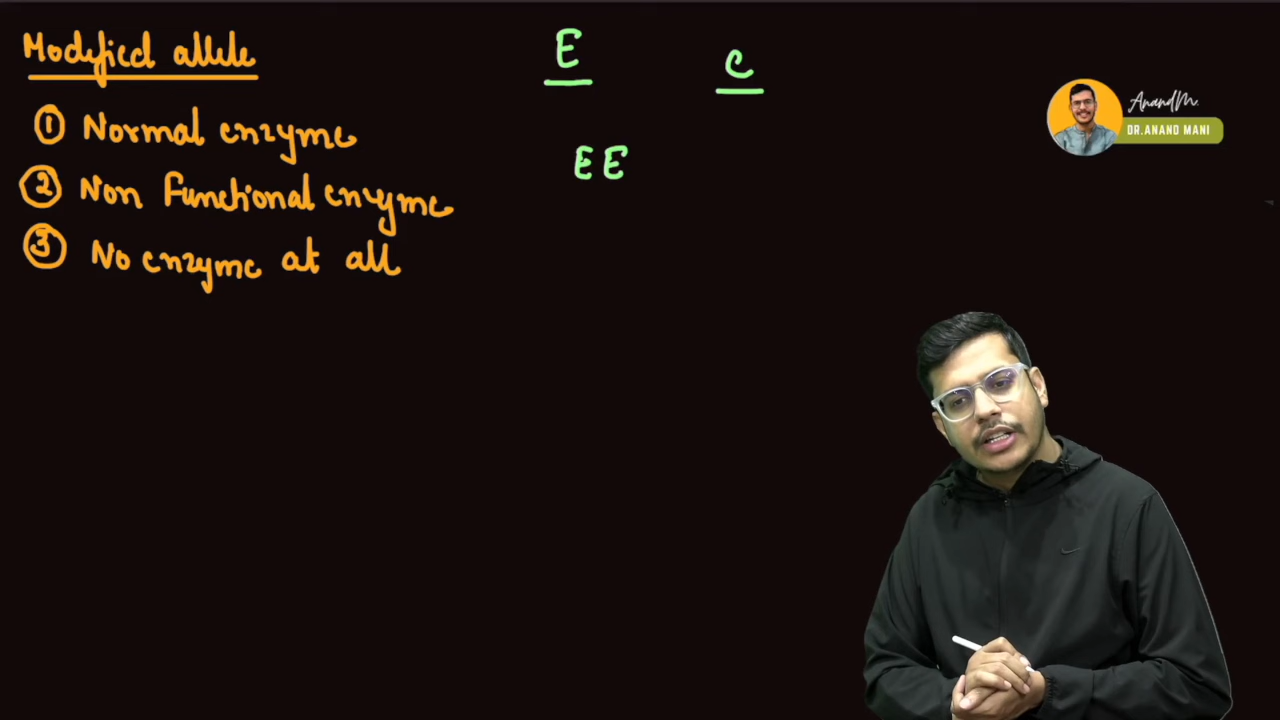 Modified allele
① Normal enzyme
② Non functional enzyme
③ No enzyme at all
E
e
EE
AnandM.
DR.ANAND MANI